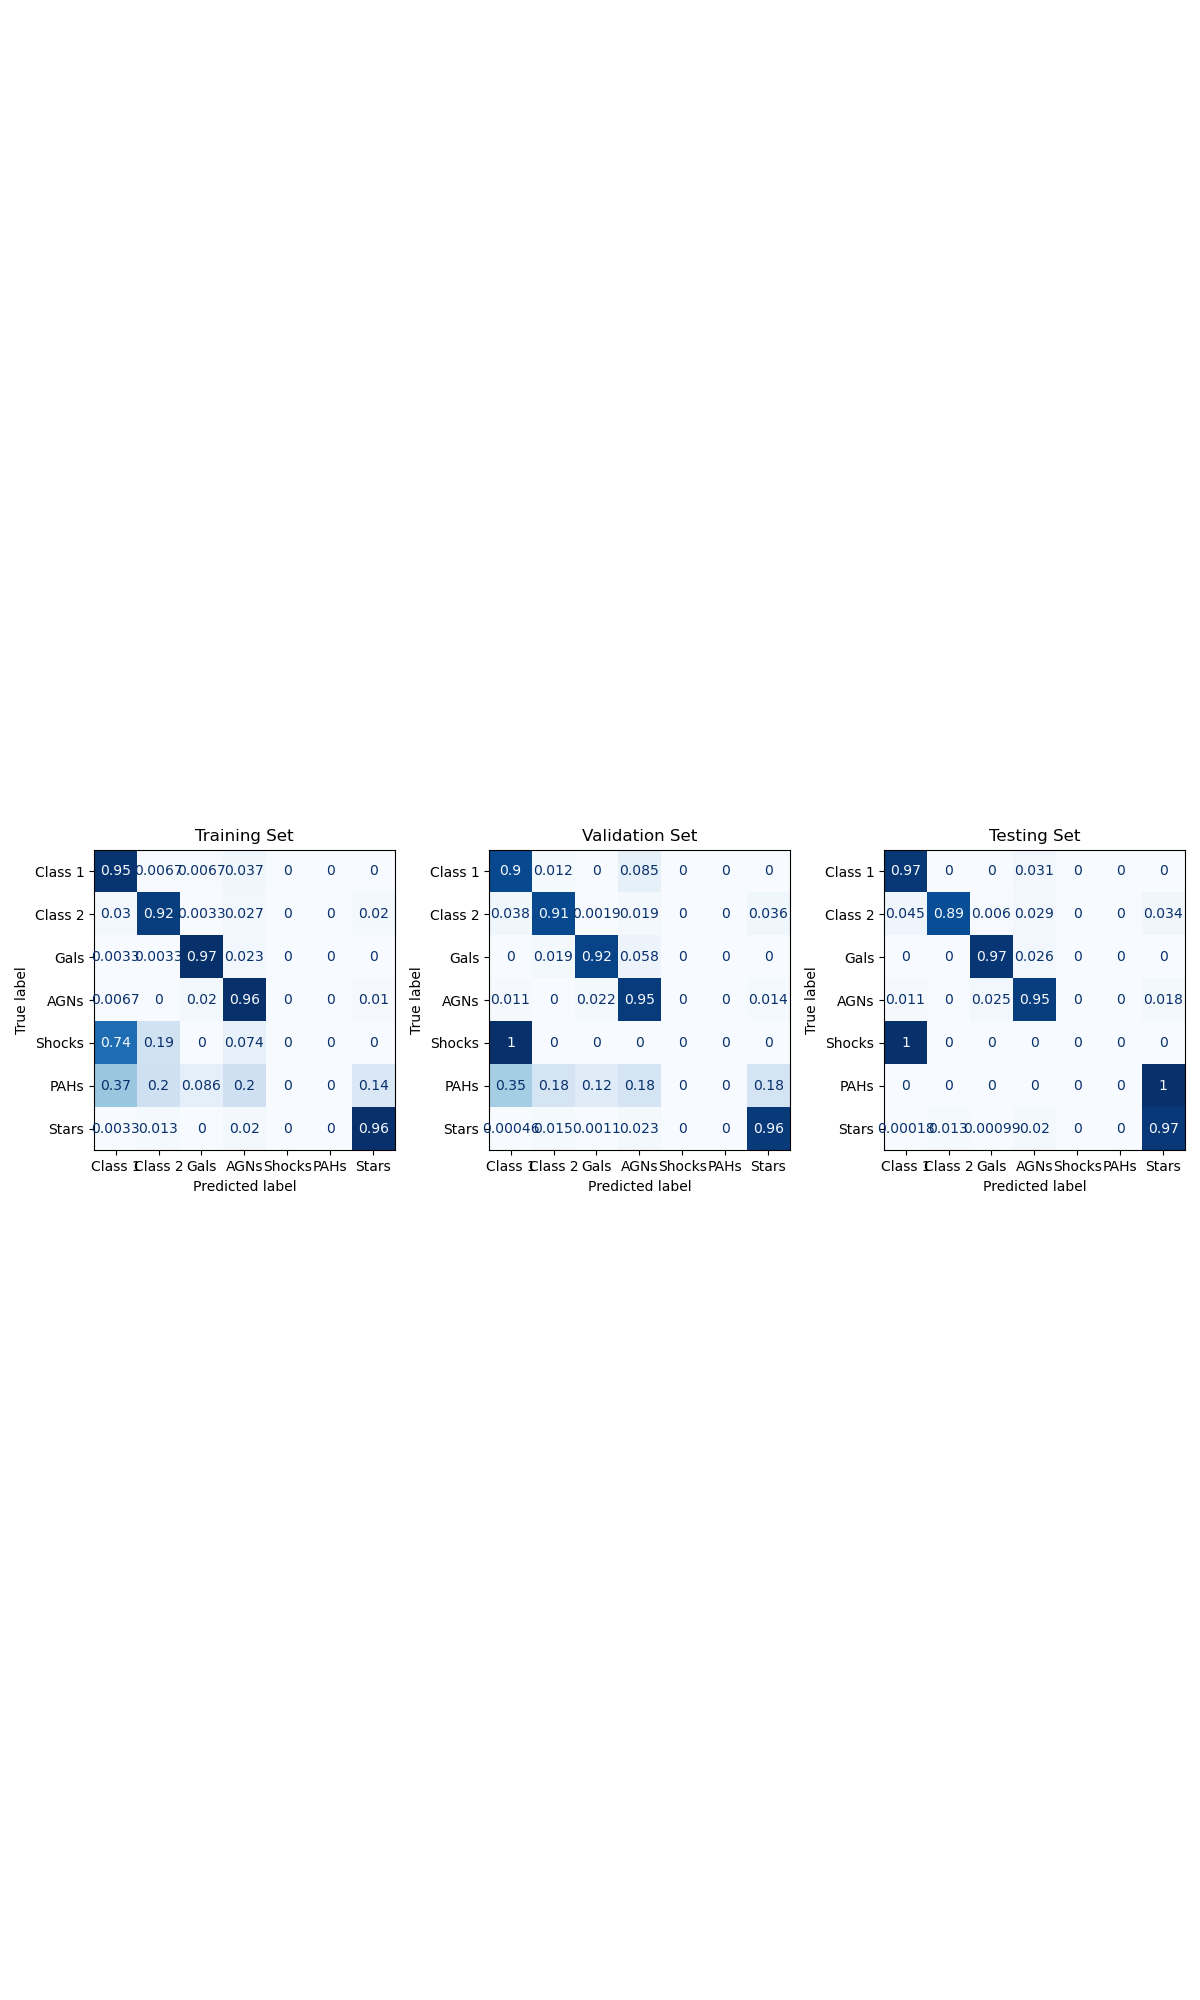 Training Set
Class 1 0.95 0.0067 0.0067 0.037 0 0 0
Class 2 0.03 0.92 0.0033 0.027 0 0 0.02
Gals 0.0033 0.0033 0.97 0.023 0 0 0
AGNs 0.0067 0 0.02 0.96 0 0 0.01
Shocks 0.74 0.19 0 0.074 0 0 0
PAHs 0.37 0.2 0.086 0.2 0 0 0.14
Stars 0.0033 0.013 0 0.02 0 0 0.96
Class 1 Class 2 Gals AGNs Shocks PAHs Stars
Predicted label
True label
Validation Set
Class 1 0.9 0.012 0 0.085 0 0 0
Class 2 0.038 0.91 0.0019 0.019 0 0 0.036
Gals 0 0.019 0.92 0.058 0 0 0
AGNs 0.011 0 0.022 0.95 0 0 0.014
Shocks 1 0 0 0 0 0 0
PAHs 0.35 0.18 0.12 0.18 0 0 0.18
Stars 0.00046 0.015 0.0011 0.023 0 0 0.96
Class 1 Class 2 Gals AGNs Shocks PAHs Stars
Predicted label
True label
Testing Set
Class 1 0.97 0 0 0.031 0 0 0
Class 2 0.045 0.89 0.006 0.029 0 0 0.034
Gals 0 0 0.97 0.026 0 0 0
AGNs 0.011 0 0.025 0.95 0 0 0.018
Shocks 1 0 0 0 0 0 0
PAHs 0 0 0 0 0 0 1
Stars 0.00018 0.013 0.00099 0.02 0 0 0.97
Class 1 Class 2 Gals AGNs Shocks PAHs Stars
Predicted label
True label